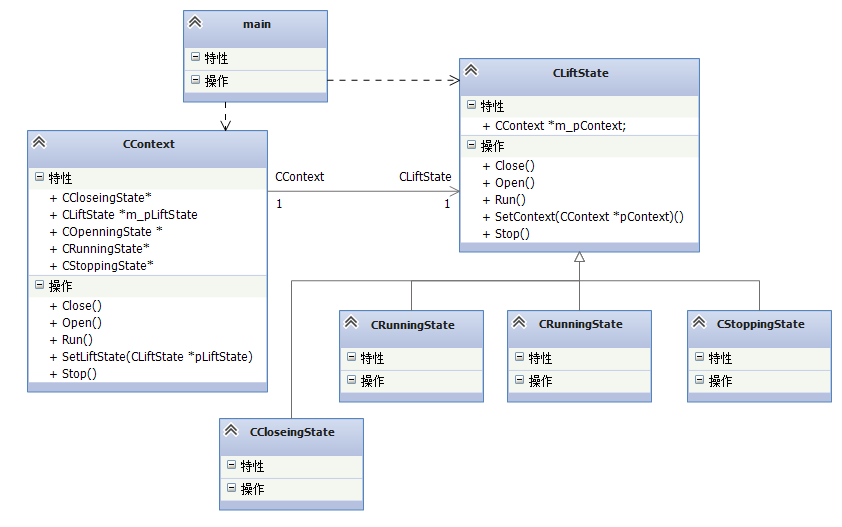 main
特性
操作
CLiftState
特性
+ CContext *m_pContext;
操作
+ Close()
+ Open()
+ Run()
+ SetContext(CContext *pContext)()
+ Stop()
CContext
特性
+ CCloseingState*
+ CLiftState *m_pLiftState
+ COpenningState *
+ CRunningState*
+ CStoppingState*
操作
+ Close()
+ Open()
+ Run()
+ SetLiftState(CLiftState *pLiftState)
+ Stop()
CContext
CLiftState
1
1
CRunningState
特性
操作
CRunningState
特性
操作
CStoppingState
特性
操作
CCloseingState
特性
操作